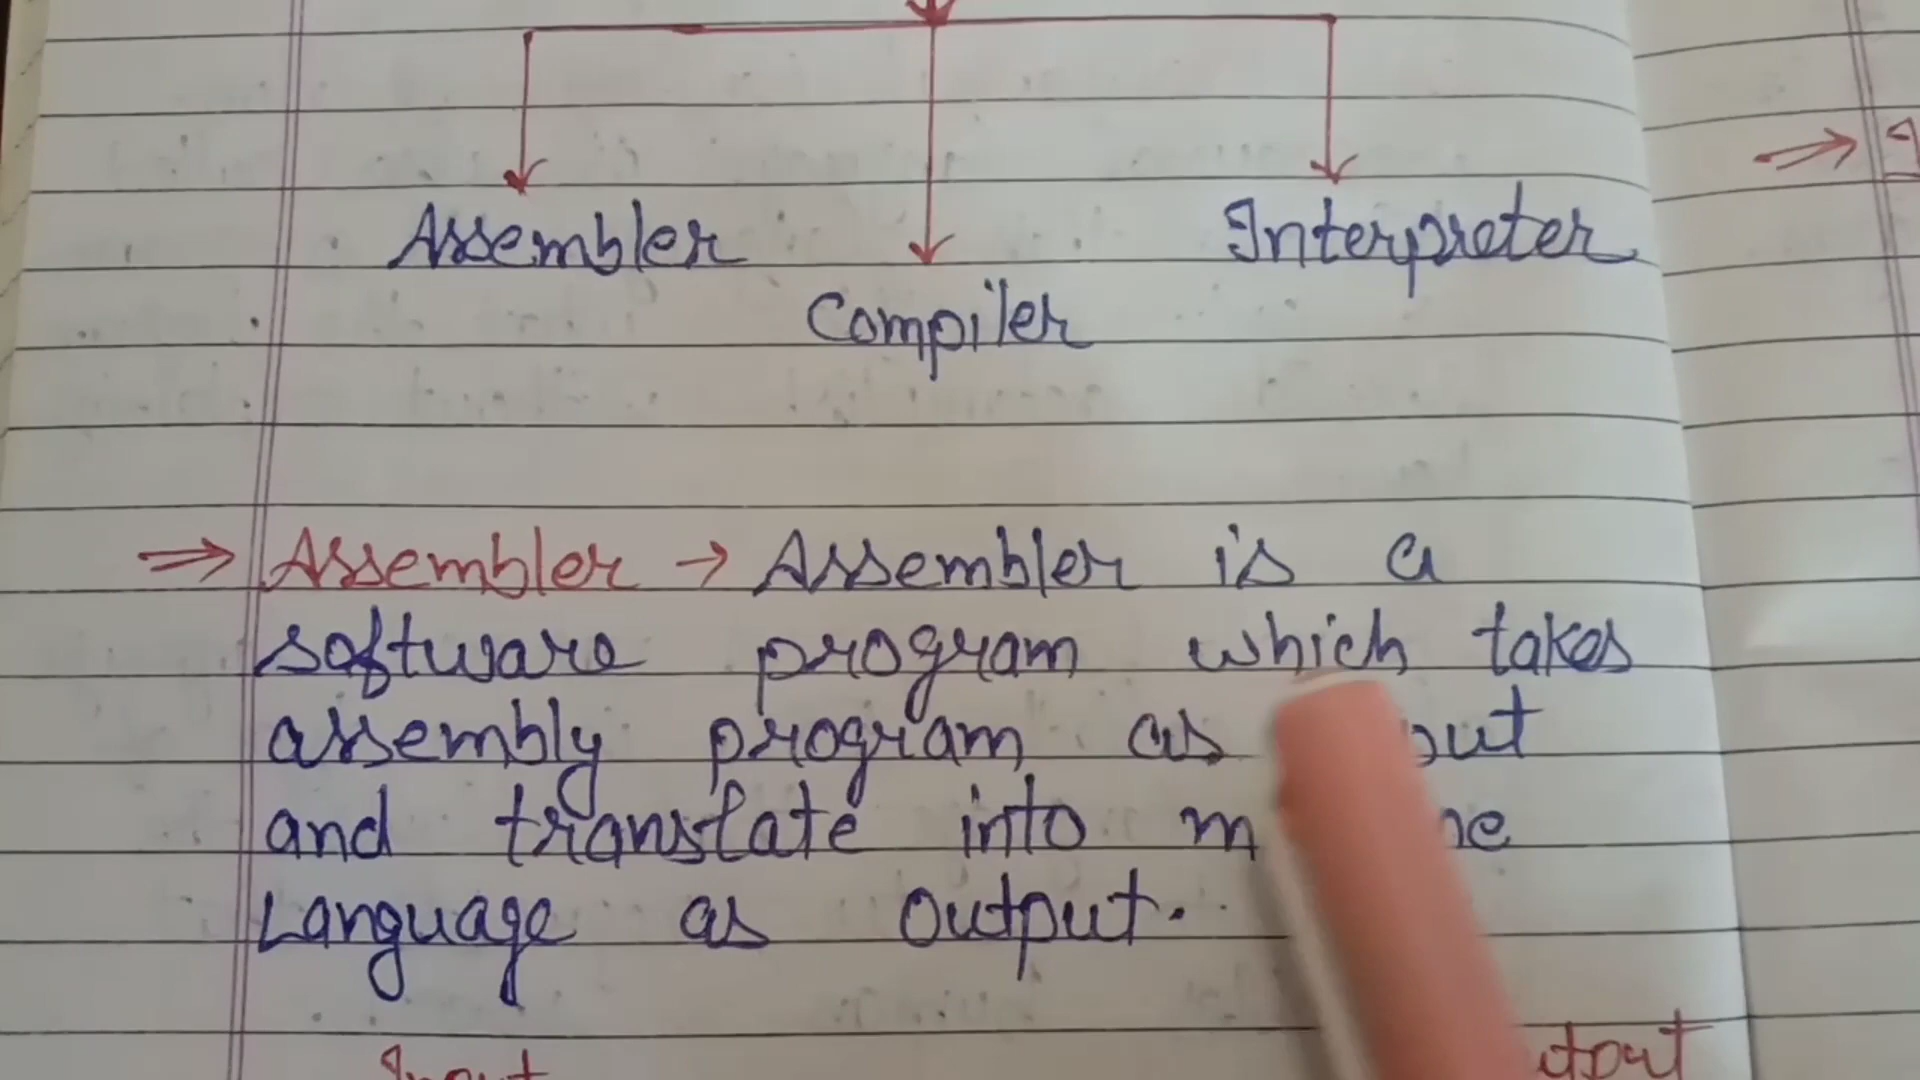 Assembler
Interpreter
Compiler
⇒ Assembler → Assembler is a
software program which takes
assembly program as
and translate into
Language as output.